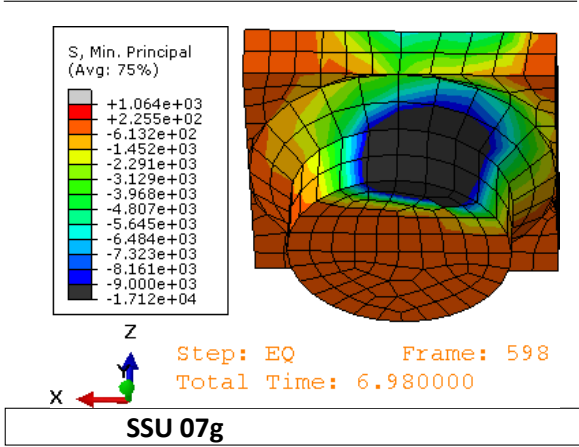 S, Min. Principal
(Avg: 75%)
+1.064e+03
+2.255e+02
-6.132e+02
-1.452e+03
-2.291e+03
-3.129e+03
-3.968e+03
-4.807e+03
-5.645e+03
-6.484e+03
-7.323e+03
-8.161e+03
-9.000e+03
-1.712e+04
Z
Y
X
Step: EQ Frame: 598
Total Time: 6.980000
SSU 07g